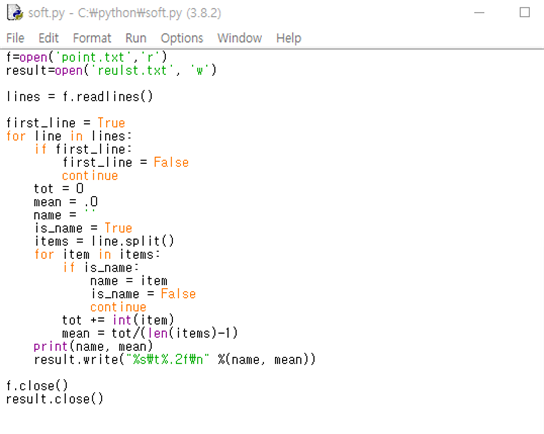 soft.py - C:₩python₩soft.py (3.8.2)
File Edit Format Run Options Window Help
f=open('point.txt','r')
result=open('reulst.txt', 'w')

lines = f.readlines()

first_line = True
for line in lines:
    if first_line:
        first_line = False
        continue
    tot = 0
    mean = .0
    name = ''
    is_name = True
    items = line.split()
    for item in items:
        if is_name:
            name = item
            is_name = False
            continue
        tot += int(item)
        mean = tot/(len(items)-1)
    print(name, mean)
    result.write("%s₩t%.2f₩n" %(name, mean))

f.close()
result.close()